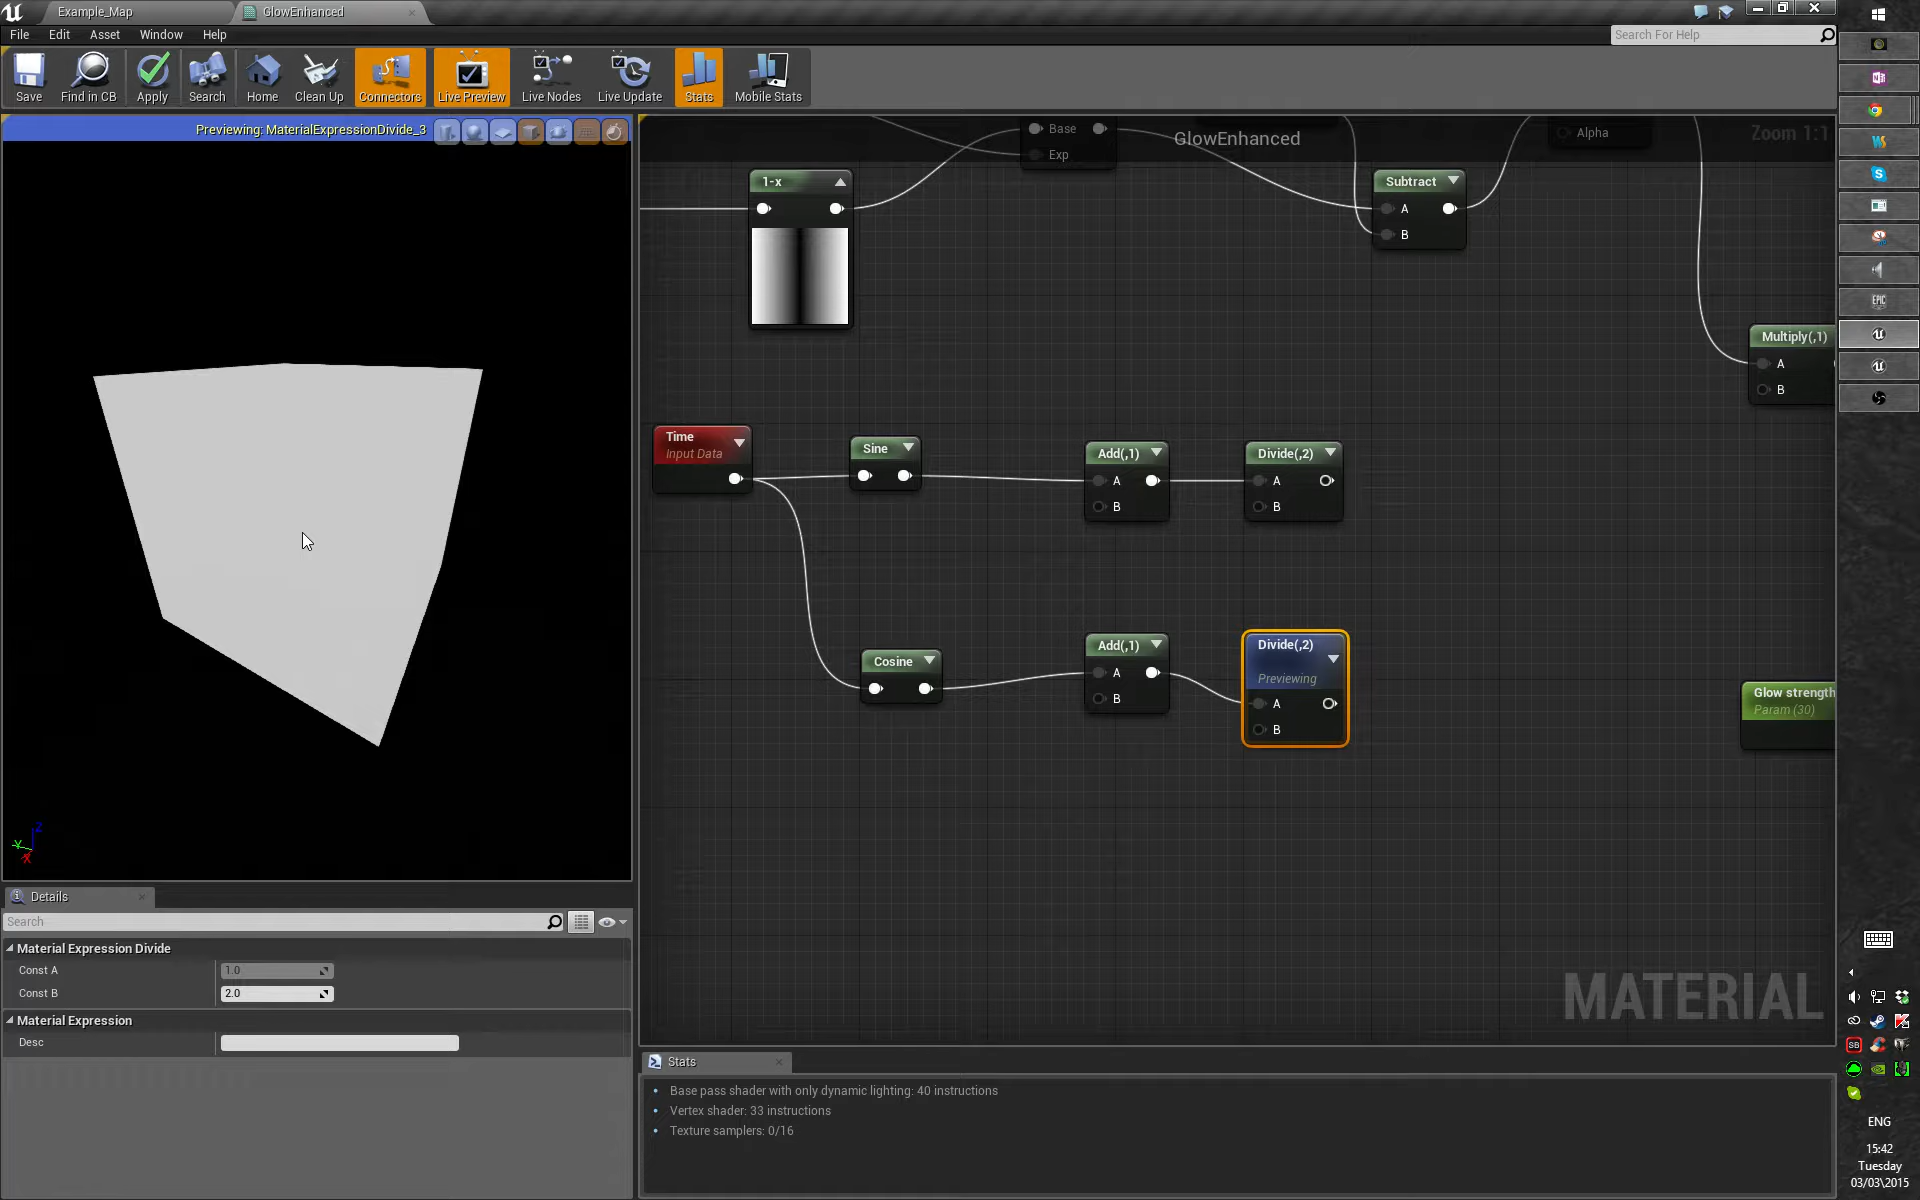 Example_Map
GlowEnhanced
File
Edit
Asset
Window
Help
Search For Help
Save
Find in CB
Apply
Search
Home
Clean Up
Connectors
Live Preview
Live Nodes
Live Update
Stats
Mobile Stats
Previewing: MaterialExpressionDivide_3
GlowEnhanced
Zoom 1:1
Base
Exp
Alpha
1-x
Subtract
A
B
Multiply(,1)
A
B
Time
Input Data
Sine
Add(,1)
A
B
Divide(,2)
A
B
Cosine
Add(,1)
A
B
Divide(,2)
Previewing
A
B
Glow strength
Param (30)
MATERIAL
Z
Y
X
Details
Search
Material Expression Divide
Const A
1.0
Const B
2.0
Material Expression
Desc
Stats
Base pass shader with only dynamic lighting: 40 instructions
Vertex shader: 33 instructions
Texture samplers: 0/16
EPIC
SB
ENG
15:42
Tuesday
03/03\2015